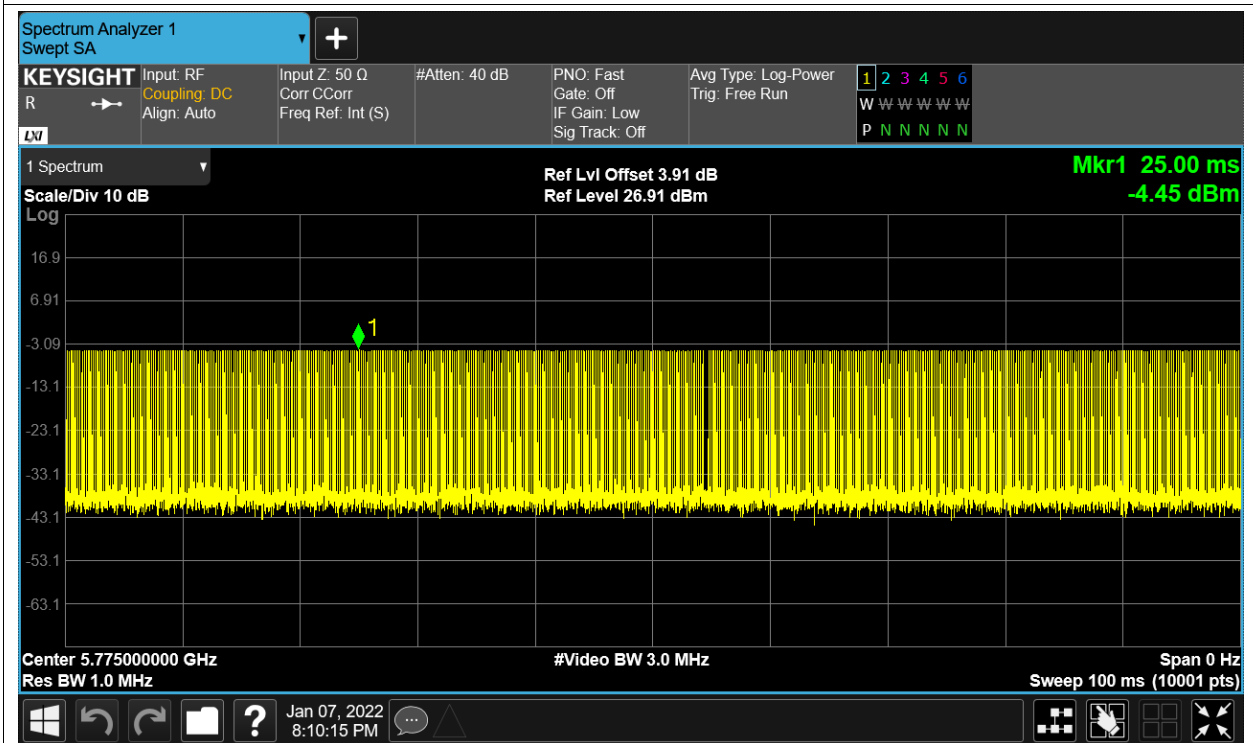 Spectrum Analyzer 1
Swept SA
+
KEYSIGHT
R
LXI
Input: RF
Coupling: DC
Align: Auto
Input Z: 50 Ω
Corr CCorr
Freq Ref: Int (S)
#Atten: 40 dB
PNO: Fast
Gate: Off
IF Gain: Low
Sig Track: Off
Avg Type: Log-Power
Trig: Free Run
1 2 3 4 5 6
W W W W W W
P N N N N N
1 Spectrum
Scale/Div 10 dB
Log
Ref Lvl Offset 3.91 dB
Ref Level 26.91 dBm
Mkr1 25.00 ms
-4.45 dBm
16.9
6.91
1
-3.09
-13.1
-23.1
-33.1
-43.1
-53.1
-63.1
Center 5.775000000 GHz
Res BW 1.0 MHz
#Video BW 3.0 MHz
Span 0 Hz
Sweep 100 ms (10001 pts)
?
Jan 07, 2022
8:10:15 PM